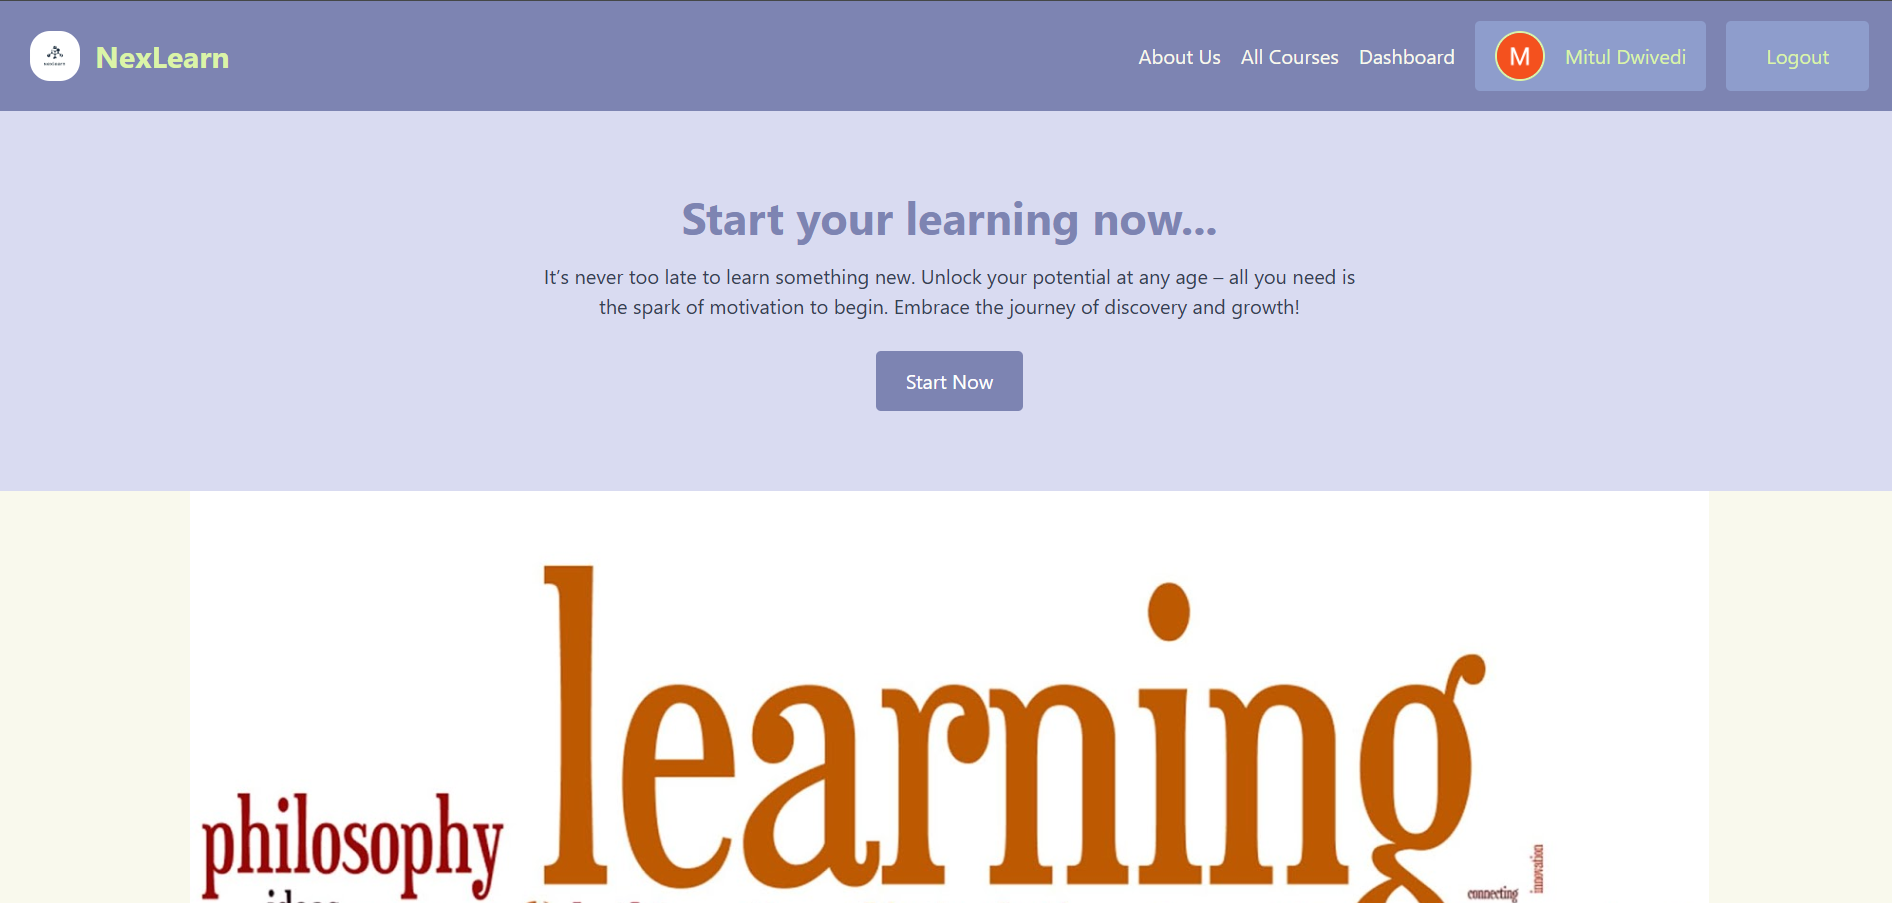 NexLearn
NexLearn
About Us
All Courses
Dashboard
M
Mitul Dwivedi
Logout
Start your learning now...
It’s never too late to learn something new. Unlock your potential at any age – all you need is
the spark of motivation to begin. Embrace the journey of discovery and growth!
Start Now
learning
philosophy
innovation
connecting